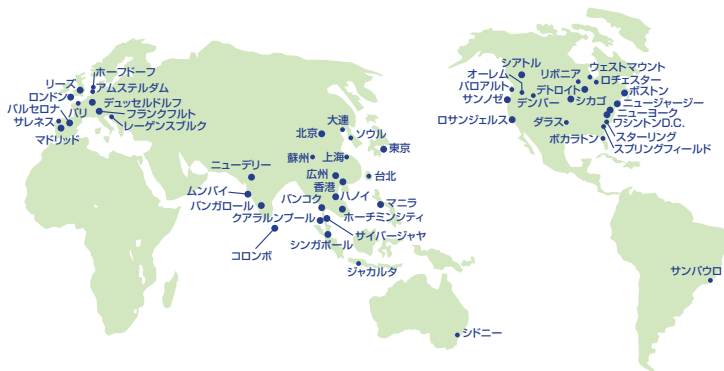 リーズ
ホーフドーフ
アムステルダム
ロンドン
デュッセルドルフ
バルセロナ
パリ
フランクフルト
サレネス
レーゲンスブルク
マドリッド
北京
大連
ソウル
東京
蘇州
上海
ニューデリー
広州
台北
ムンバイ
香港
ハノイ
バンコク
マニラ
バンガロール
クアラルンプール
ホーチミンシティ
サイバージャヤ
シンガポール
コロンボ
ジャカルタ
シドニー
シアトル
ウェストマウント
オーレム
リボニア
ロチェスター
パロアルト
デトロイト
ボストン
サンノゼ
デンバー
シカゴ
ニュージャージー
ニューヨーク
ロサンジェルス
ダラス
ワシントンD.C.
スターリング
ボカラトン
スプリングフィールド
サンパウロ